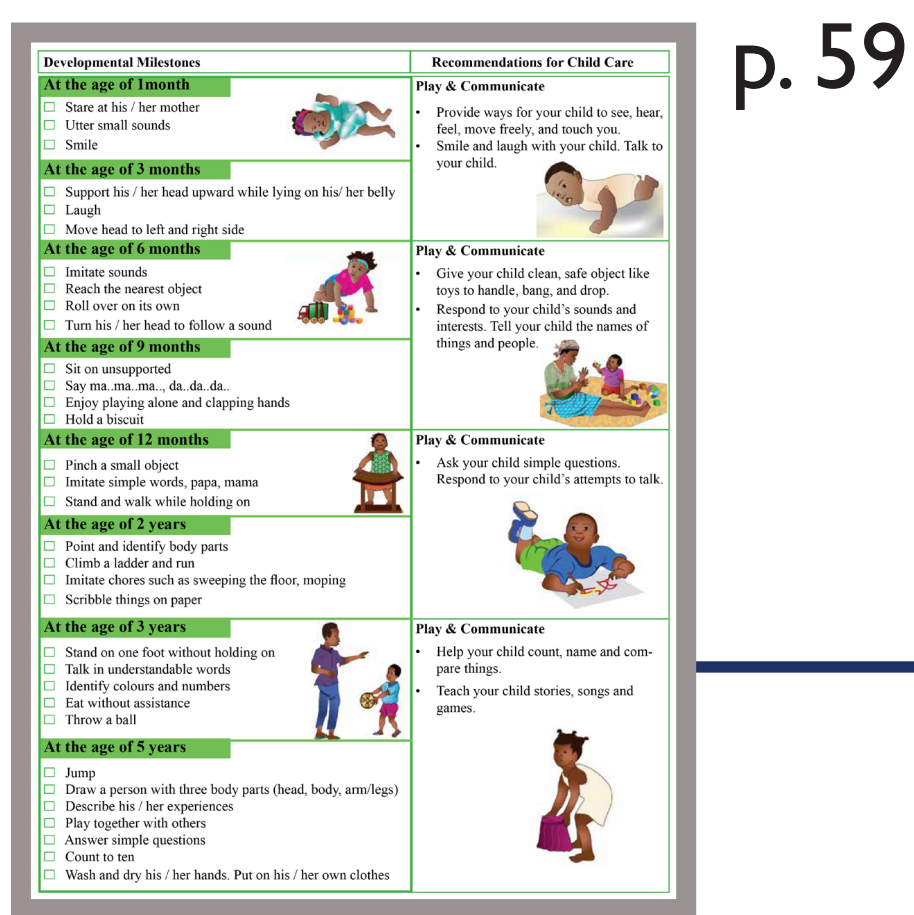 p. 59
Developmental Milestones
Recommendations for Child Care
At the age of 1month
Stare at his / her mother
Utter small sounds
Smile
At the age of 3 months
Support his / her head upward while lying on his/ her belly
Laugh
Move head to left and right side
Play & Communicate
• Provide ways for your child to see, hear,
feel, move freely, and touch you.
• Smile and laugh with your child. Talk to
your child.
At the age of 6 months
Imitate sounds
Reach the nearest object
Roll over on its own
Turn his / her head to follow a sound
At the age of 9 months
Sit on unsupported
Say ma..ma..ma.., da..da..da..
Enjoy playing alone and clapping hands
Hold a biscuit
Play & Communicate
• Give your child clean, safe object like
toys to handle, bang, and drop.
• Respond to your child's sounds and
interests. Tell your child the names of
things and people.
At the age of 12 months
Pinch a small object
Imitate simple words, papa, mama
Stand and walk while holding on
At the age of 2 years
Point and identify body parts
Climb a ladder and run
Imitate chores such as sweeping the floor, moping
Scribble things on paper
Play & Communicate
• Ask your child simple questions.
Respond to your child's attempts to talk.
At the age of 3 years
Stand on one foot without holding on
Talk in understandable words
Identify colours and numbers
Eat without assistance
Throw a ball
At the age of 5 years
Jump
Draw a person with three body parts (head, body, arm/legs)
Describe his / her experiences
Play together with others
Answer simple questions
Count to ten
Wash and dry his / her hands. Put on his / her own clothes
Play & Communicate
• Help your child count, name and com-
pare things.
• Teach your child stories, songs and
games.